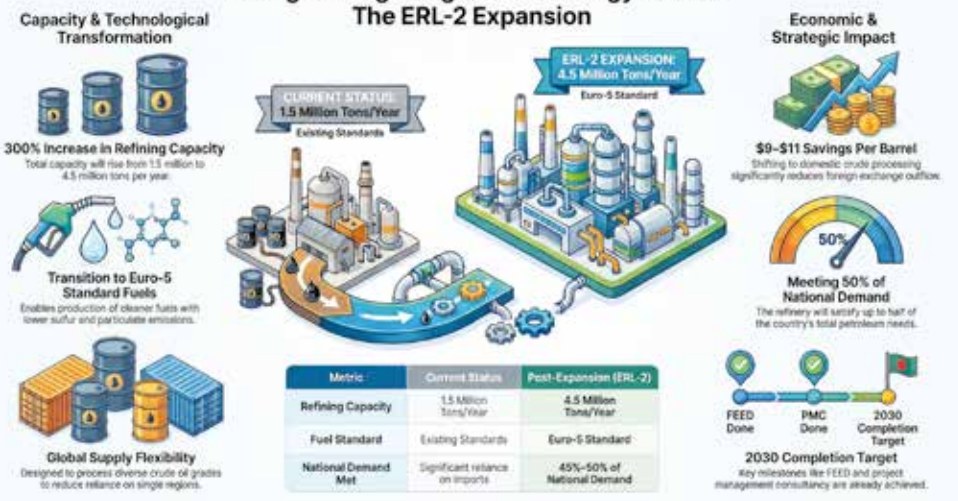 The ERL-2 Expansion
Capacity & Technological
Transformation
300% Increase in Refining Capacity
Total capacity will rise from 1.5 million to
4.5 million tons per year.
Transition to Euro-5
Standard Fuels
Enables production of cleaner fuels with
lower sulfur and particulate emissions.
Global Supply Flexibility
Designed to process diverse crude oil grades
to reduce reliance on single regions.
CURRENT STATUS:
1.5 Million Tons/Year
Existing Standards
ERL-2 EXPANSION:
4.5 Million Tons/Year
Euro-5 Standard
Metric Current Status Post-Expansion (ERL-2)
Refining Capacity 1.5 Million Tons/Year 4.5 Million Tons/Year
Fuel Standard Existing Standards Euro-5 Standard
National Demand Met Significant reliance on imports 45%–50% of National Demand
Economic &
Strategic Impact
$9–$11 Savings Per Barrel
Shifting to domestic crude processing
significantly reduces foreign exchange outflow.
50%
Meeting 50% of
National Demand
The refinery will satisfy up to half of
the country's total petroleum needs.
FEED Done
PMC Done
2030 Completion Target
2030 Completion Target
Key milestones like FEED and project
management consultancy are already achieved.